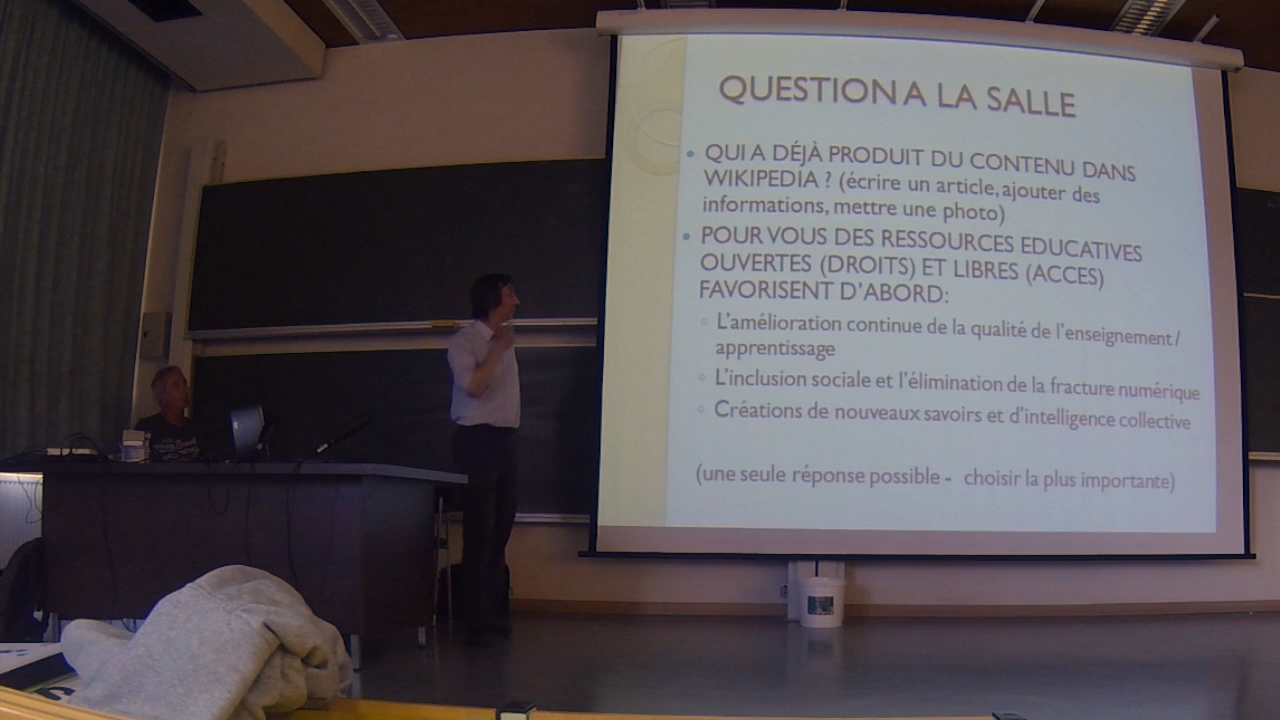 QUESTION A LA SALLE
• QUI A DÉJÀ PRODUIT DU CONTENU DANS
WIKIPEDIA ? (écrire un article, ajouter des
informations, mettre une photo)
• POUR VOUS DES RESSOURCES EDUCATIVES
OUVERTES (DROITS) ET LIBRES (ACCES)
FAVORISENT D'ABORD:
◦ L'amélioration continue de la qualité de l'enseignement /
apprentissage
◦ L'inclusion sociale et l'élimination de la fracture numérique
◦ Créations de nouveaux savoirs et d'intelligence collective
(une seule réponse possible - choisir la plus importante)